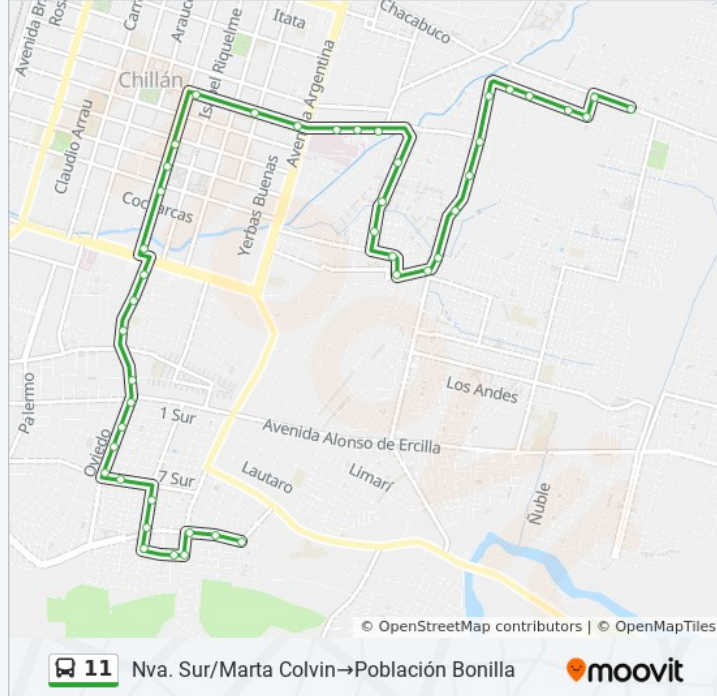 Chacabuco
Itata
Avenida Br
Ros
Carr
Arauc
Isabel Riquelme
Avenida Argentina
Chillán
Claudio Arrau
Cocharcas
Yerbas Buenas
Palermo
Oviedo
1 Sur
7 Sur
Lautaro
Limarí
Avenida Alonso de Ercilla
Los Andes
Ñuble
© OpenStreetMap contributors | © OpenMapTiles
11 Nva. Sur/Marta Colvin→Población Bonilla
moovit